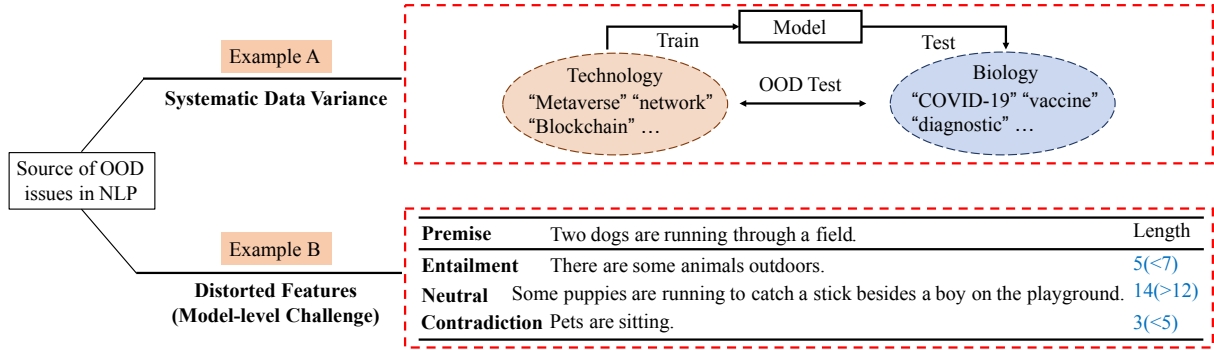 Example A
Systematic Data Variance
Source of OOD
issues in NLP
Example B
Distorted Features
(Model-level Challenge)
Model
Train
Test
Technology
“Metaverse” “network”
“Blockchain” …
OOD Test
Biology
“COVID-19” “vaccine”
“diagnostic” …
Premise Two dogs are running through a field. Length
Entailment There are some animals outdoors. 5(<7)
Neutral Some puppies are running to catch a stick besides a boy on the playground. 14(>12)
Contradiction Pets are sitting. 3(<5)